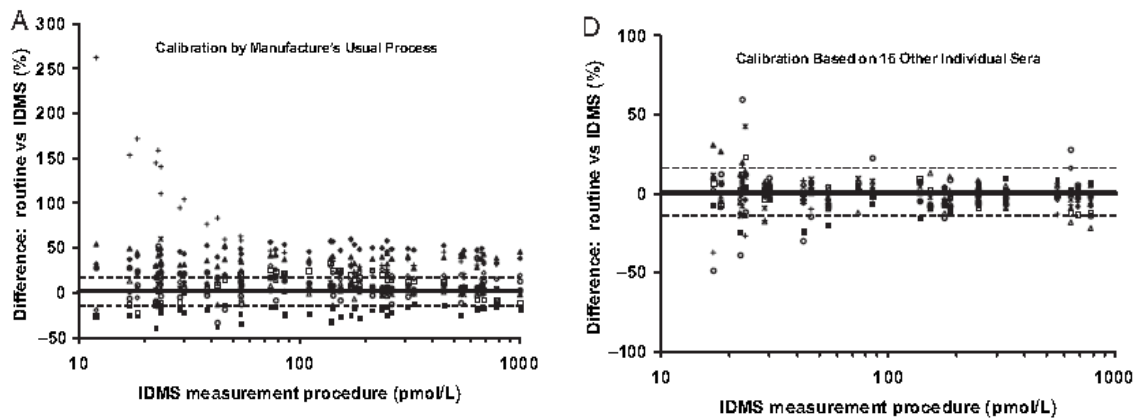 A
Calibration by Manufacture's Usual Process
Difference: routine vs IDMS (%)
300
250
200
150
100
50
0
−50
10
100
1000
IDMS measurement procedure (pmol/L)
D
Calibration Based on 16 Other Individual Sera
Difference: routine vs IDMS (%)
100
50
0
−50
−100
10
100
1000
IDMS measurement procedure (pmol/L)